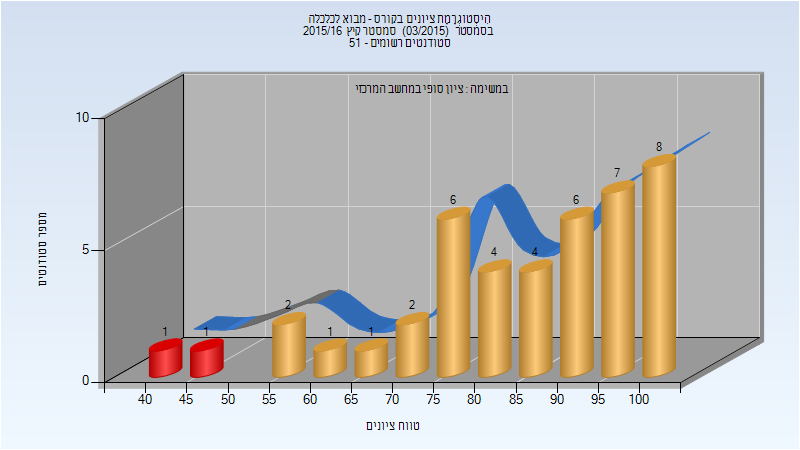 היסטוגרמת ציונים בקורס - מבוא לכלכלה
בסמסטר (03/2015) סמסטר קיץ 2015/16
סטודנטים רשומים - 51
במשימה : ציון סופי במחשב המרכזי
מספר סטודנטים
10
5
0
1
1
2
1
1
2
6
4
4
6
7
8
40 45 50 55 60 65 70 75 80 85 90 95 100
טווח ציונים